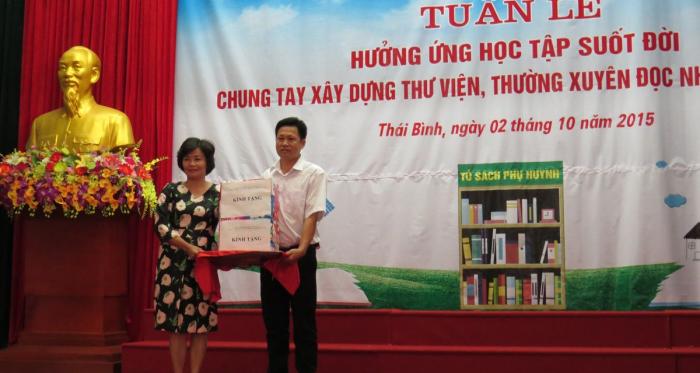 TUẦN LỄ
HƯỞNG ỨNG HỌC TẬP SUỐT ĐỜI
CHUNG TAY XÂY DỰNG THƯ VIỆN, THƯỜNG XUYÊN ĐỌC
Thái Bình, ngày 02 tháng 10 năm 2015
TỦ SÁCH PHỤ HUYNH
KÍNH TẶNG
KÍNH TẶNG